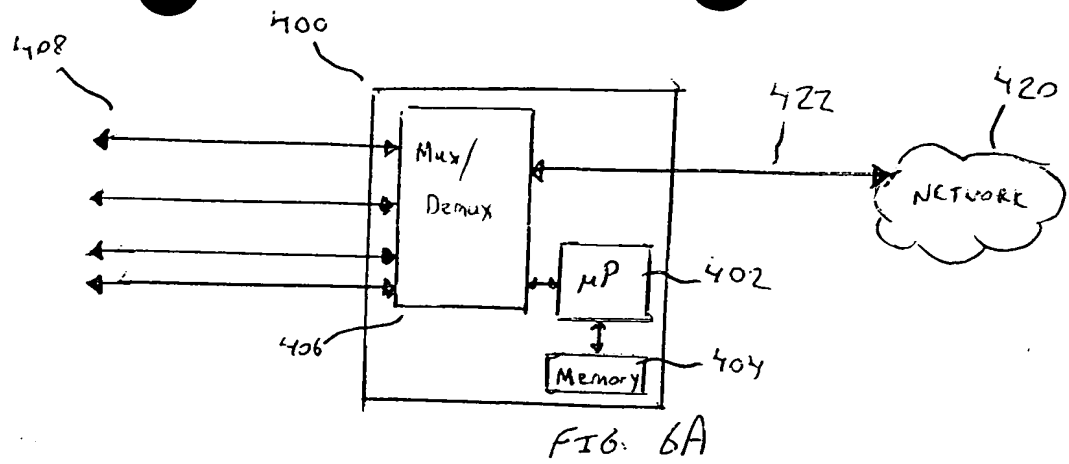 408
400
422
420
Mux/
Demux
NETWORK
μP
402
406
Memory
404
FIG. 6A